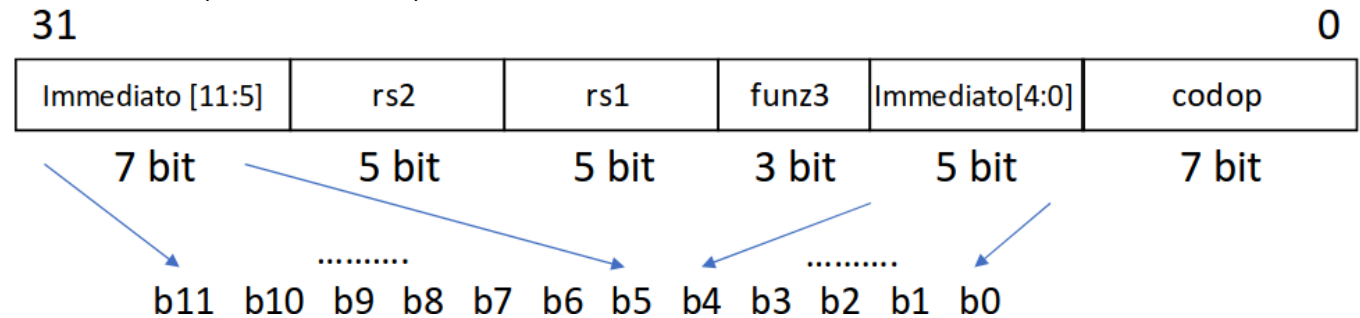 31 0
Immediato [11:5] rs2 rs1 funz3 Immediato[4:0] codop
7 bit 5 bit 5 bit 3 bit 5 bit 7 bit
.......... ..........
b11 b10 b9 b8 b7 b6 b5 b4 b3 b2 b1 b0